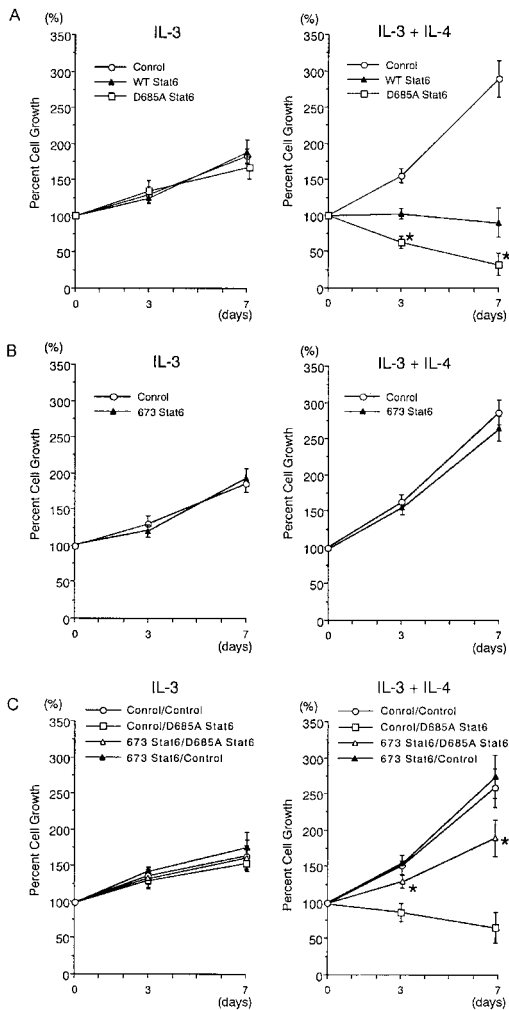 A
(%)
IL-3
350
300
250
200
150
100
50
0
Percent Cell Growth
Conrol
WT Stat6
D685A Stat6
0
3
7
(days)
(%)
IL-3 + IL-4
350
300
250
200
150
100
50
0
Percent Cell Growth
Conrol
WT Stat6
D685A Stat6
*
*
0
3
7
(days)
B
(%)
IL-3
350
300
250
200
150
100
50
0
Percent Cell Growth
Conrol
673 Stat6
0
3
7
(days)
(%)
IL-3 + IL-4
350
300
250
200
150
100
50
0
Percent Cell Growth
Conrol
673 Stat6
0
3
7
(days)
C
(%)
IL-3
350
300
250
200
150
100
50
0
Percent Cell Growth
Conrol/Control
Conrol/D685A Stat6
673 Stat6/D685A Stat6
673 Stat6/Control
0
3
7
(days)
(%)
IL-3 + IL-4
350
300
250
200
150
100
50
0
Percent Cell Growth
Conrol/Control
Conrol/D685A Stat6
673 Stat6/D685A Stat6
673 Stat6/Control
*
*
0
3
7
(days)